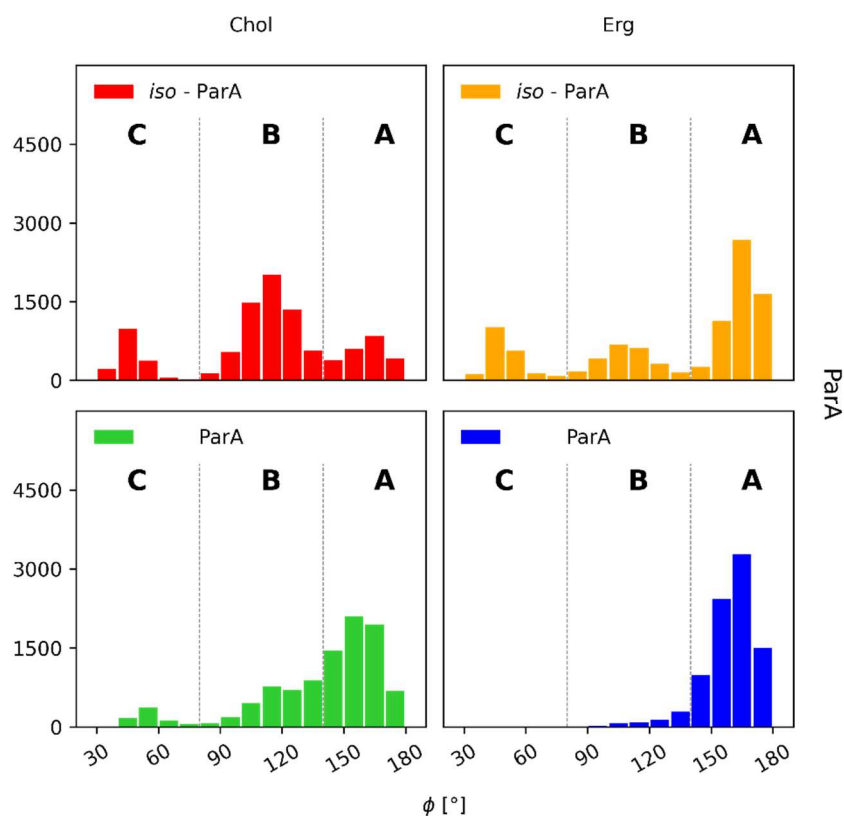 Chol Erg
iso - ParA iso - ParA
C B A C B A
4500
3000
1500
0
ParA
ParA ParA
C B A C B A
4500
3000
1500
0
30 60 90 120 150 180 30 60 90 120 150 180
ϕ [°]